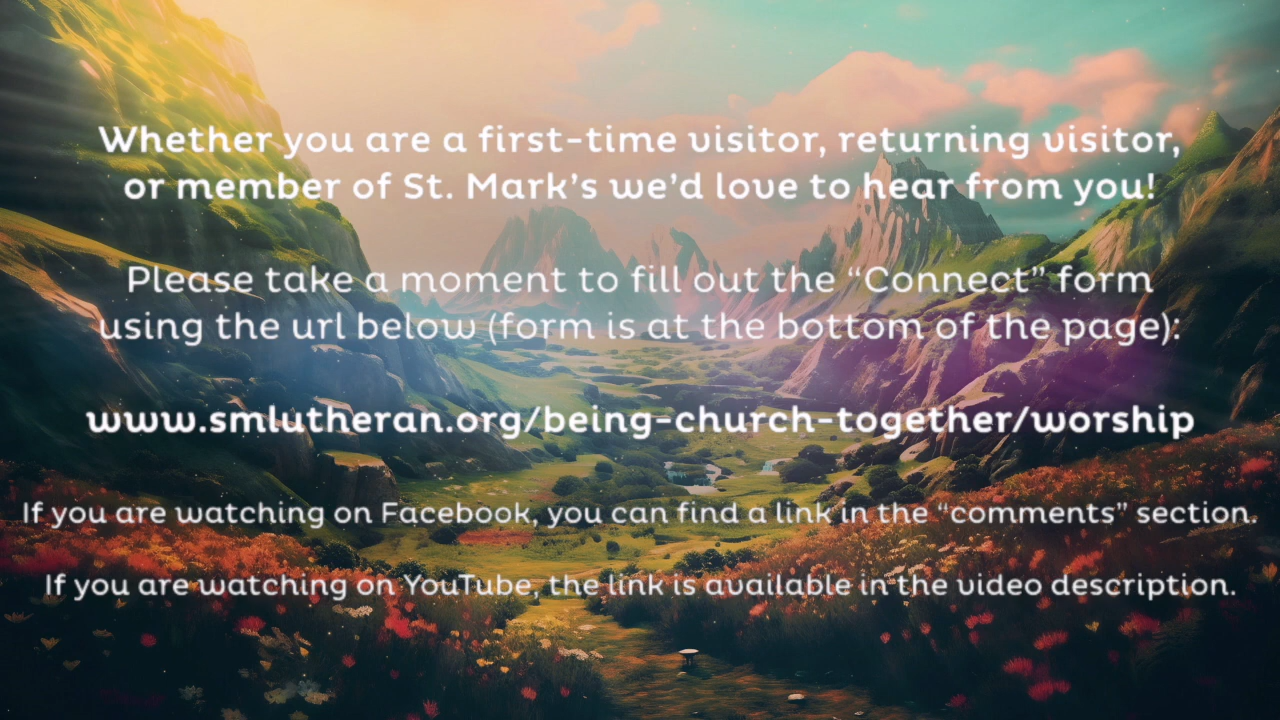 Whether you are a first-time visitor, returning visitor,
or member of St. Mark’s we’d love to hear from you!
Please take a moment to fill out the “Connect” form
using the url below (form is at the bottom of the page):
www.smlutheran.org/being-church-together/worship
If you are watching on Facebook, you can find a link in the “comments” section.
If you are watching on YouTube, the link is available in the video description.